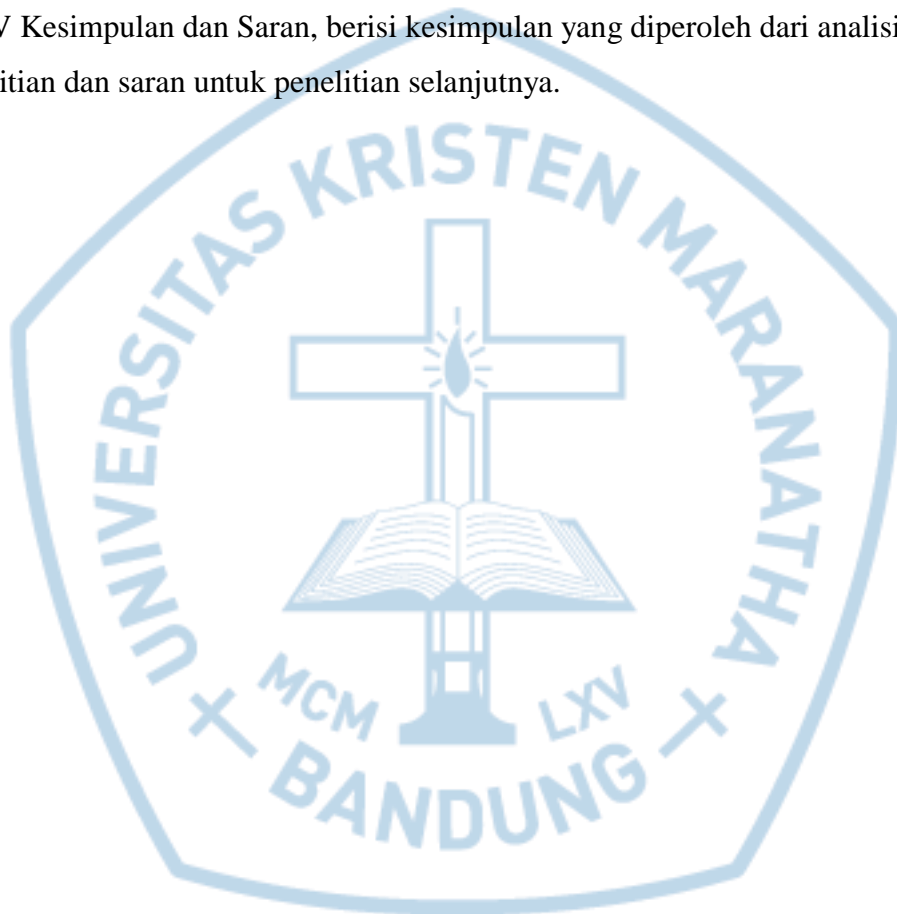 V Kesimpulan dan Saran, berisi kesimpulan yang diperoleh dari analisi
itian dan saran untuk penelitian selanjutnya.
UNIVERSITAS KRISTEN MARANATHA
MCM LXV
BANDUNG